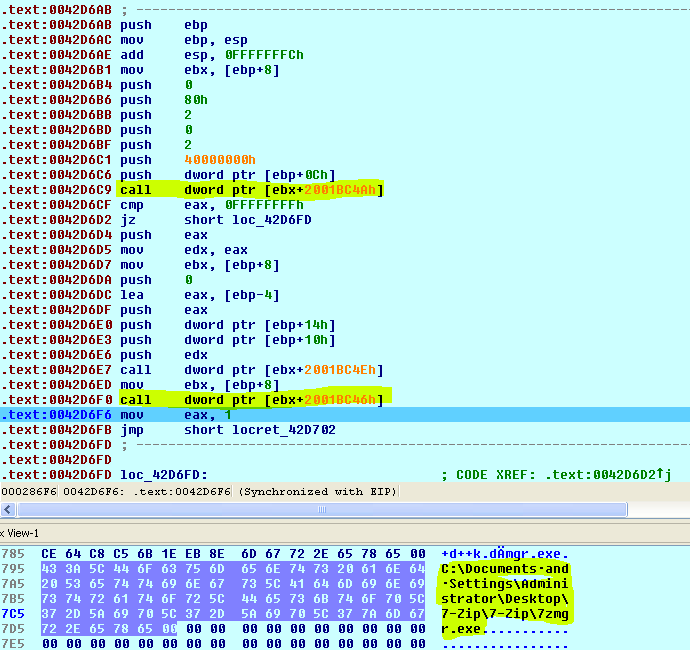 .text:0042D6AB ; ---------------------------------------------------------------
.text:0042D6AB push ebp
.text:0042D6AC mov ebp, esp
.text:0042D6AE add esp, 0FFFFFFFCh
.text:0042D6B1 mov ebx, [ebp+8]
.text:0042D6B4 push 0
.text:0042D6B6 push 80h
.text:0042D6BB push 2
.text:0042D6BD push 0
.text:0042D6BF push 2
.text:0042D6C1 push 40000000h
.text:0042D6C6 push dword ptr [ebp+0Ch]
.text:0042D6C9 call dword ptr [ebx+2001BC4Ah]
.text:0042D6CF cmp eax, 0FFFFFFFFh
.text:0042D6D2 jz short loc_42D6FD
.text:0042D6D4 push eax
.text:0042D6D5 mov edx, eax
.text:0042D6D7 mov ebx, [ebp+8]
.text:0042D6DA push 0
.text:0042D6DC lea eax, [ebp-4]
.text:0042D6DF push eax
.text:0042D6E0 push dword ptr [ebp+14h]
.text:0042D6E3 push dword ptr [ebp+10h]
.text:0042D6E6 push edx
.text:0042D6E7 call dword ptr [ebx+2001BC4Eh]
.text:0042D6ED mov ebx, [ebp+8]
.text:0042D6F0 call dword ptr [ebx+2001BC46h]
.text:0042D6F6 mov eax, 1
.text:0042D6FB jmp short locret_42D702
.text:0042D6FD ; ---------------------------------------------------------------
.text:0042D6FD
.text:0042D6FD loc_42D6FD: ; CODE XREF: .text:0042D6D2↑j
000286F6 0042D6F6: .text:0042D6F6 (Synchronized with EIP)
x View-1
785 CE 64 C8 C5 6B 1E EB 8E 6D 67 72 2E 65 78 65 00 +d++k.dÄmgr.exe.
795 43 3A 5C 44 6F 63 75 6D 65 6E 74 73 20 61 6E 64 C:\Documents·and
7A5 20 53 65 74 74 69 6E 67 73 5C 41 64 6D 69 6E 69 ·Settings\Admini
7B5 73 74 72 61 74 6F 72 5C 44 65 73 6B 74 6F 70 5C strator\Desktop\
7C5 37 2D 5A 69 70 5C 37 2D 5A 69 70 5C 37 7A 6D 67 7-Zip\7-Zip\7zmg
7D5 72 2E 65 78 65 00 00 00 00 00 00 00 00 00 00 00 r.exe...........
7E5 00 00 00 00 00 00 00 00 00 00 00 00 00 00 00 00 ................